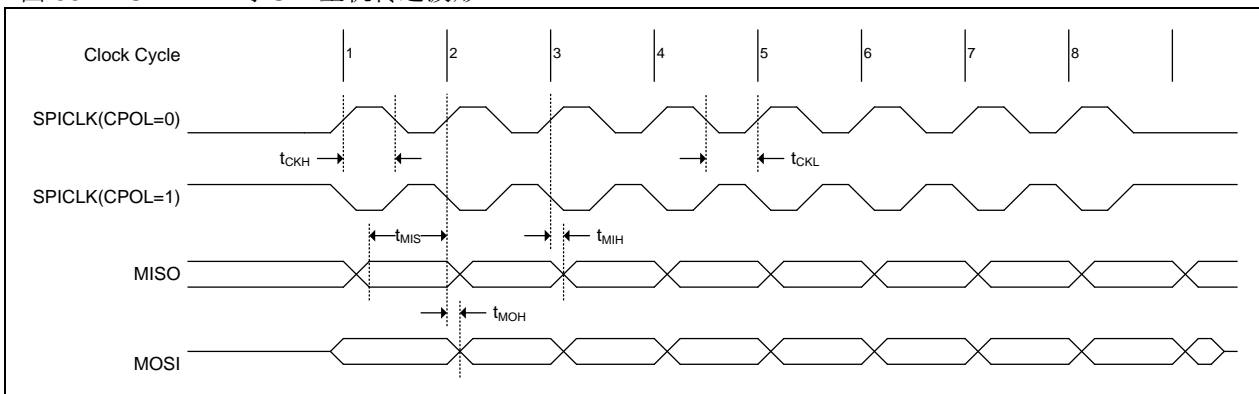 Clock Cycle
1 2 3 4 5 6 7 8
SPICLK(CPOL=0)
tCKH
tCKL
SPICLK(CPOL=1)
tMIS
tMIH
MISO
tMOH
MOSI